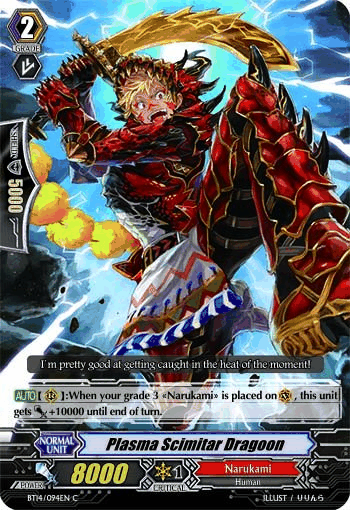 2
GRADE
SHIELD
5000
I'm pretty good at getting caught in the heat of the moment!
AUTO [ ]:When your grade 3 «Narukami» is placed on , this unit
gets +10000 until end of turn.
NORMAL UNIT
Plasma Scimitar Dragoon
POWER
8000
1
CRITICAL
Narukami
Human
BT14/094EN C
ILLUST /